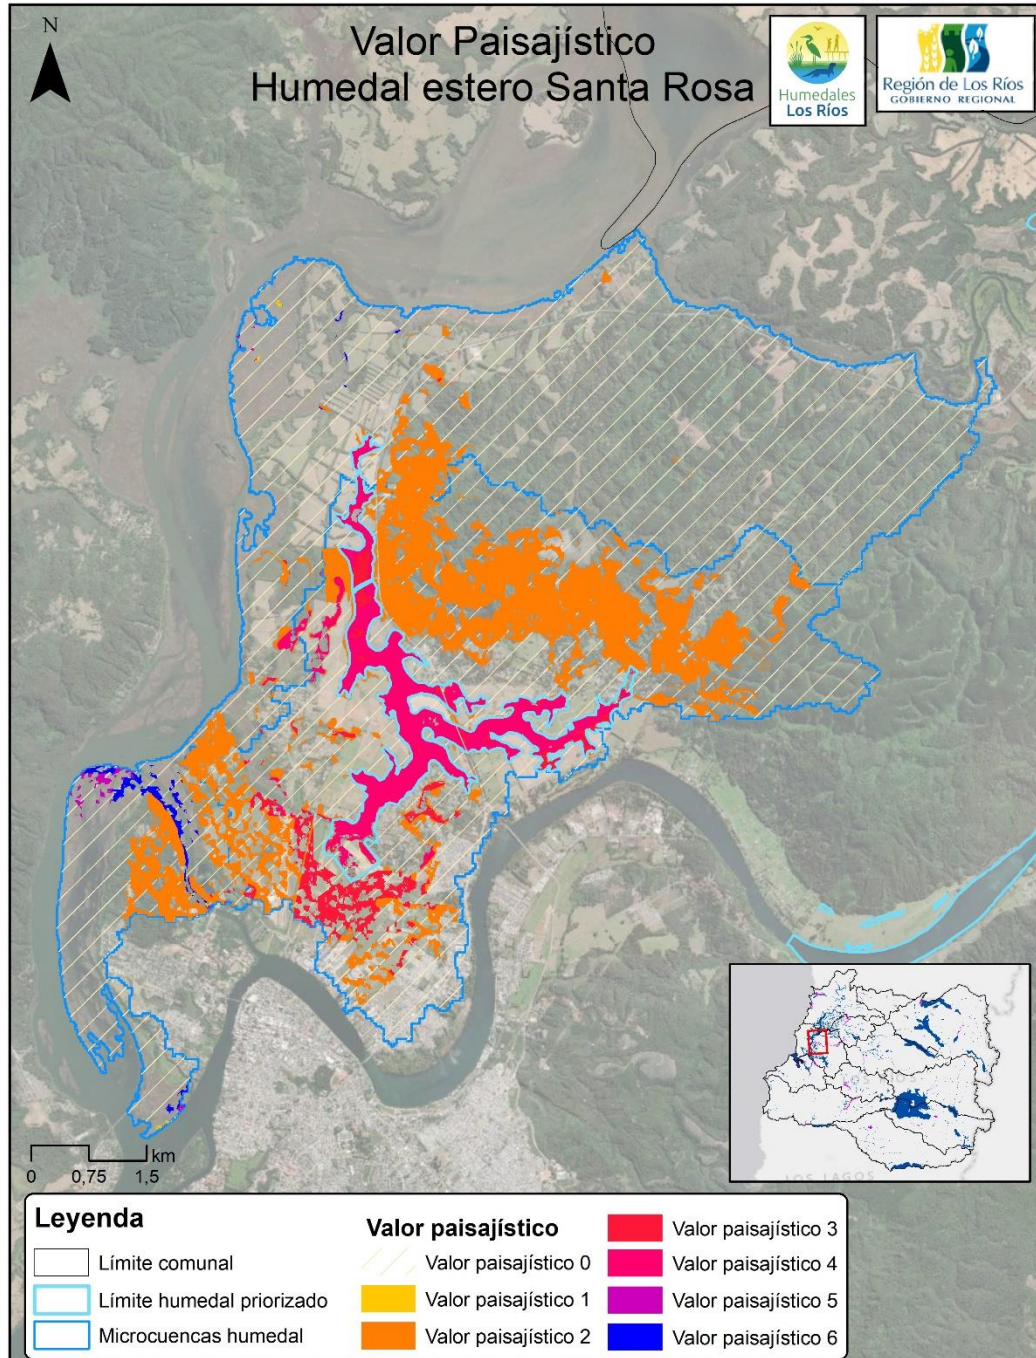 N
Valor Paisajístico
Humedal estero Santa Rosa
Humedales
Los Ríos
Región de Los Ríos
GOBIERNO REGIONAL
km
0 0,75 1,5
LOS LAGOS
Leyenda
Límite comunal
Límite humedal priorizado
Microcuencas humedal
Valor paisajístico
Valor paisajístico 0
Valor paisajístico 1
Valor paisajístico 2
Valor paisajístico 3
Valor paisajístico 4
Valor paisajístico 5
Valor paisajístico 6